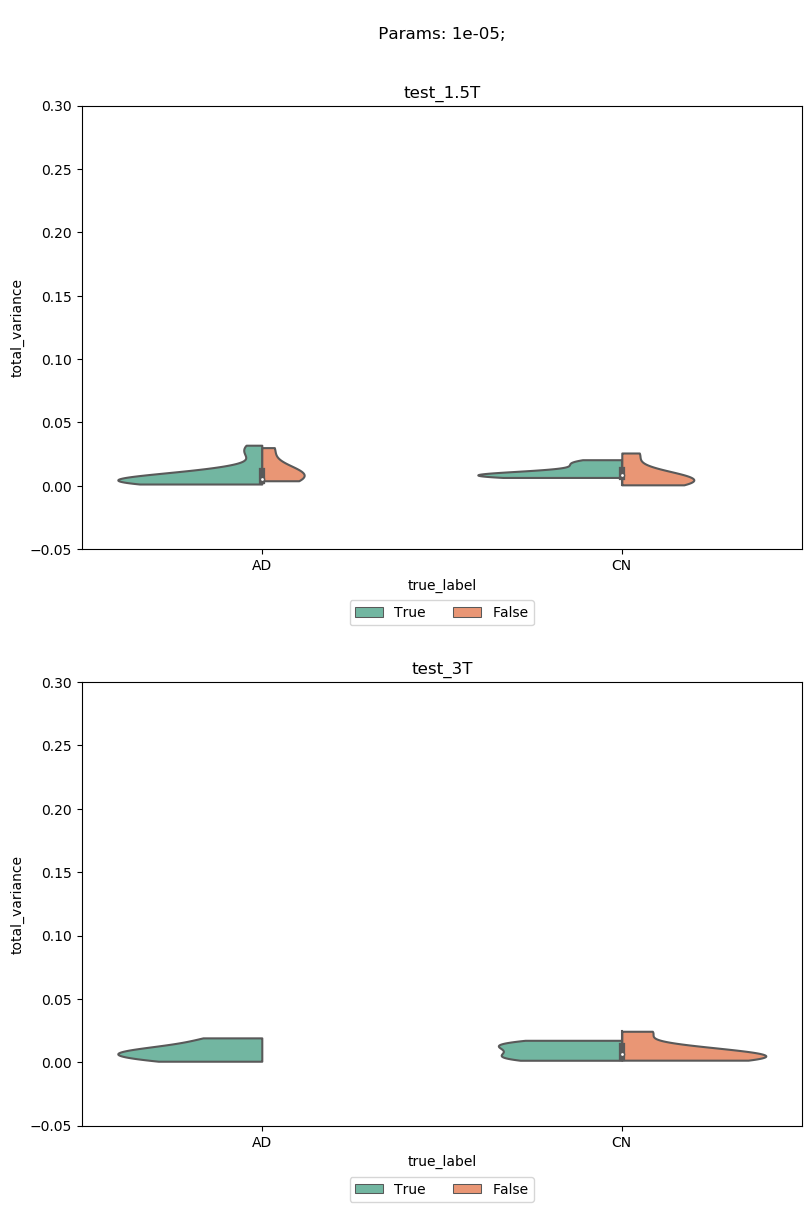 Params: 1e-05;
test_1.5T
0.30
0.25
0.20
0.15
0.10
0.05
0.00
−0.05
total_variance
AD CN
true_label
True False
test_3T
0.30
0.25
0.20
0.15
0.10
0.05
0.00
−0.05
total_variance
AD CN
true_label
True False